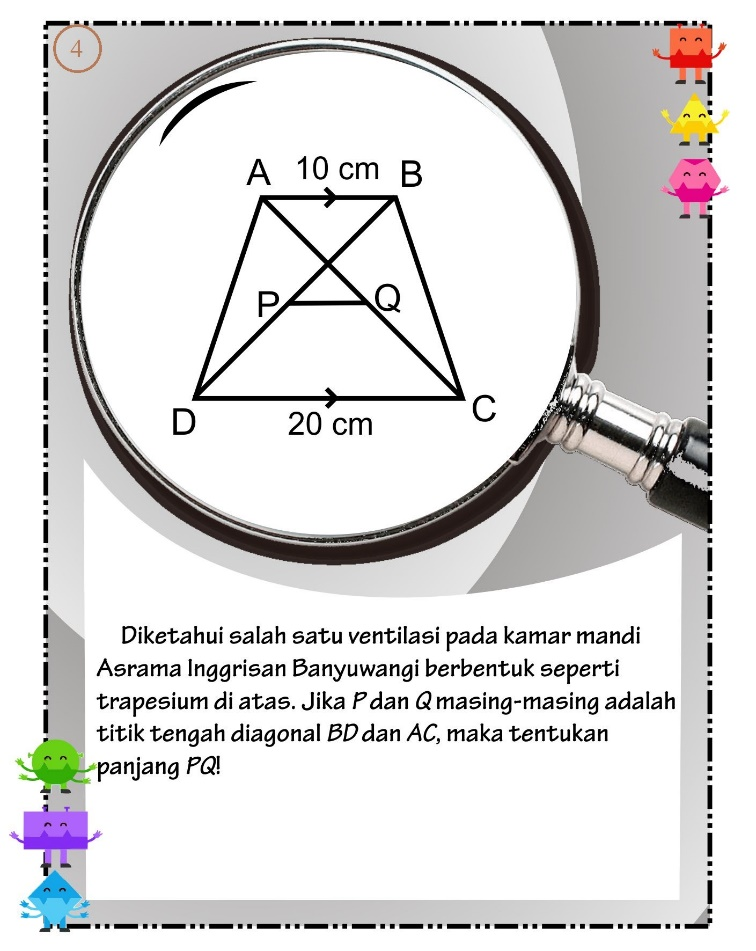 4
A 10 cm B
P Q
D C
20 cm
Diketahui salah satu ventilasi pada kamar mandi
Asrama Inggrisan Banyuwangi berbentuk seperti
trapesium di atas. Jika P dan Q masing-masing adalah
titik tengah diagonal BD dan AC, maka tentukan
panjang PQ!